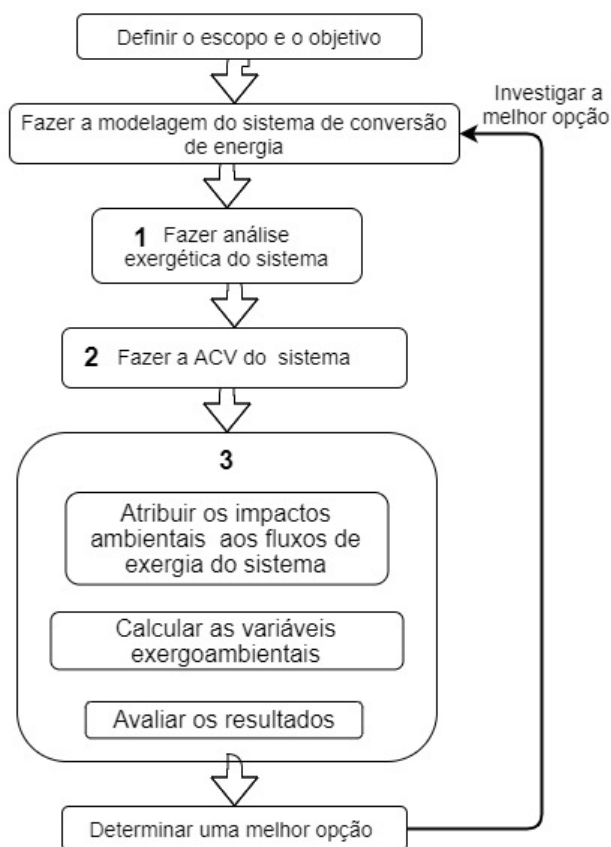 Definir o escopo e o objetivo
Investigar a
melhor opção
Fazer a modelagem do sistema de conversão
de energia
1 Fazer análise
exergética do sistema
2 Fazer a ACV do sistema
3
Atribuir os impactos
ambientais aos fluxos de
exergia do sistema
Calcular as variáveis
exergoambientais
Avaliar os resultados
Determinar uma melhor opção